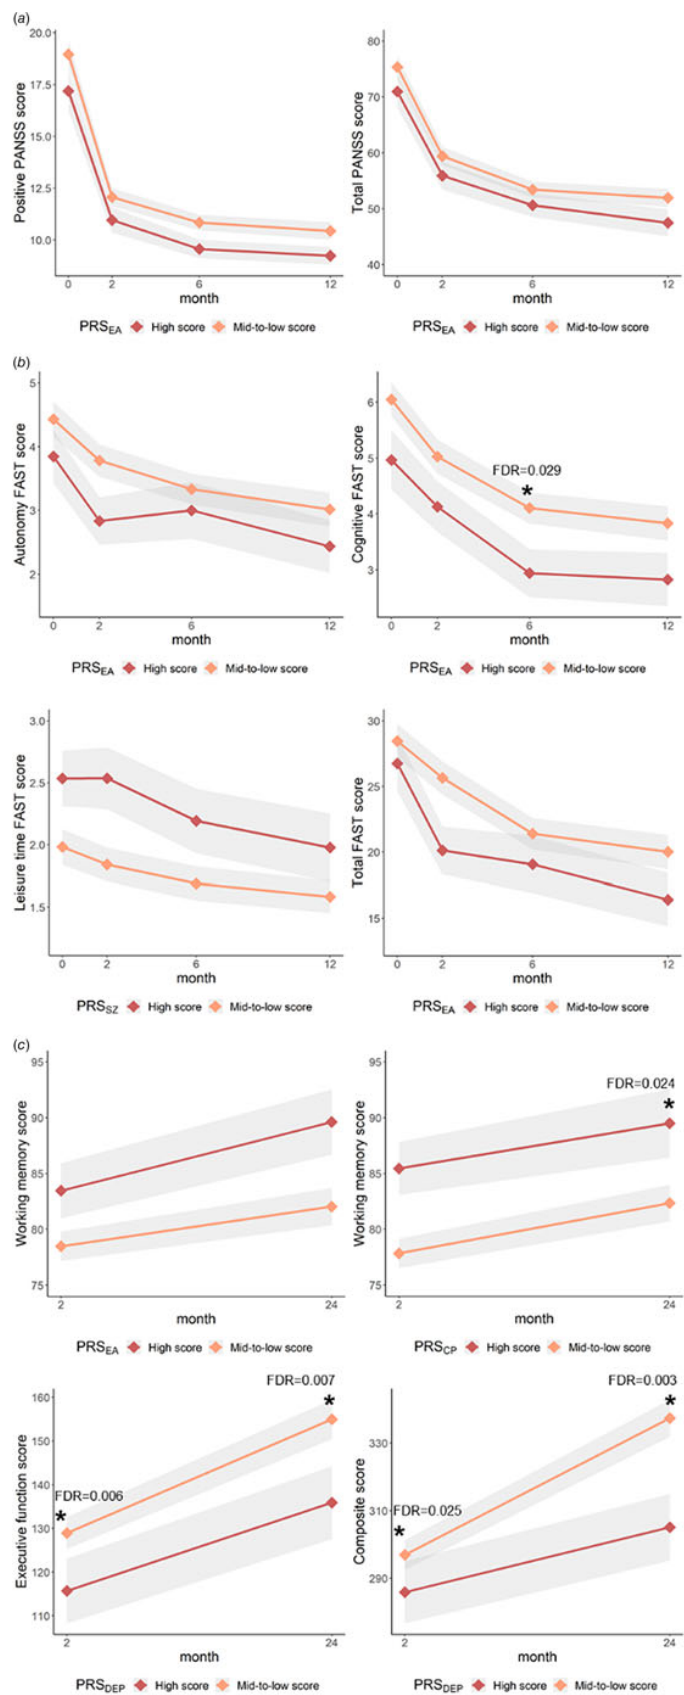 (a)
Positive PANSS score
17.5
15.0
12.5
10.0
0 2 6 12
month
PRSEA High score Mid-to-low score
Total PANSS score
80
70
60
50
40
0 2 6 12
month
PRSEA High score Mid-to-low score
(b)
Autonomy FAST score
5
4
3
2
0 2 6 12
month
PRSEA High score Mid-to-low score
Cognitive FAST score
6
5
4
3
FDR=0.029
*
0 2 6 12
month
PRSEA High score Mid-to-low score
Leisure time FAST score
3.0
2.5
2.0
1.5
0 2 6 12
month
PRSSZ High score Mid-to-low score
Total FAST score
30
25
20
15
0 2 6 12
month
PRSEA High score Mid-to-low score
(c)
Working memory score
95
90
85
80
75
2 24
month
PRSEA High score Mid-to-low score
Working memory score
95
90
85
80
75
FDR=0.024
*
2 24
month
PRSCP High score Mid-to-low score
Executive function score
160
150
140
130
120
110
FDR=0.007
*
FDR=0.006
*
2 24
month
PRSDEP High score Mid-to-low score
Composite score
330
310
290
FDR=0.003
*
FDR=0.025
*
2 24
month
PRSDEP High score Mid-to-low score